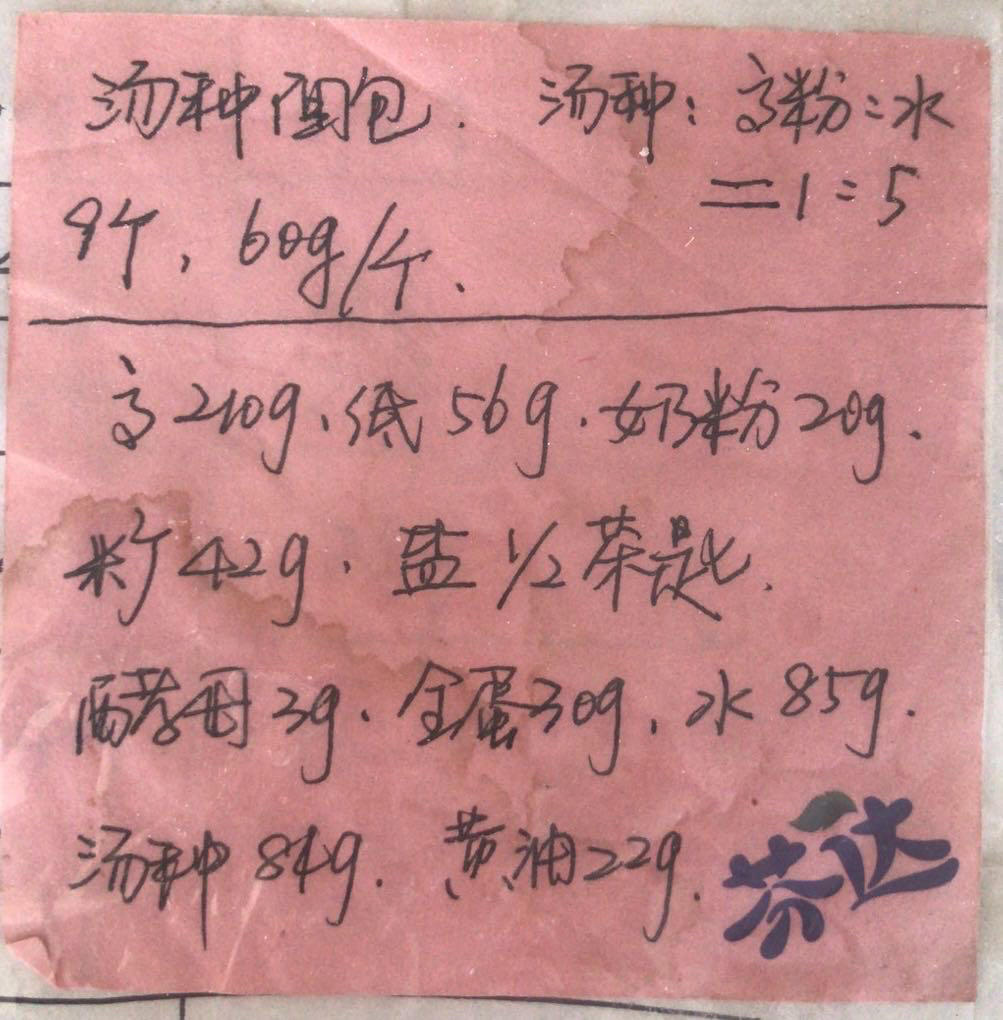 汤种面包. 汤种:高粉:水
=1:5
9个,60g/个.
高210g、低56g.奶粉20g.
籽42g.盐1/2茶匙.
酵母3g.全蛋30g.水85g.
汤种84g.黄油22g.
芬达